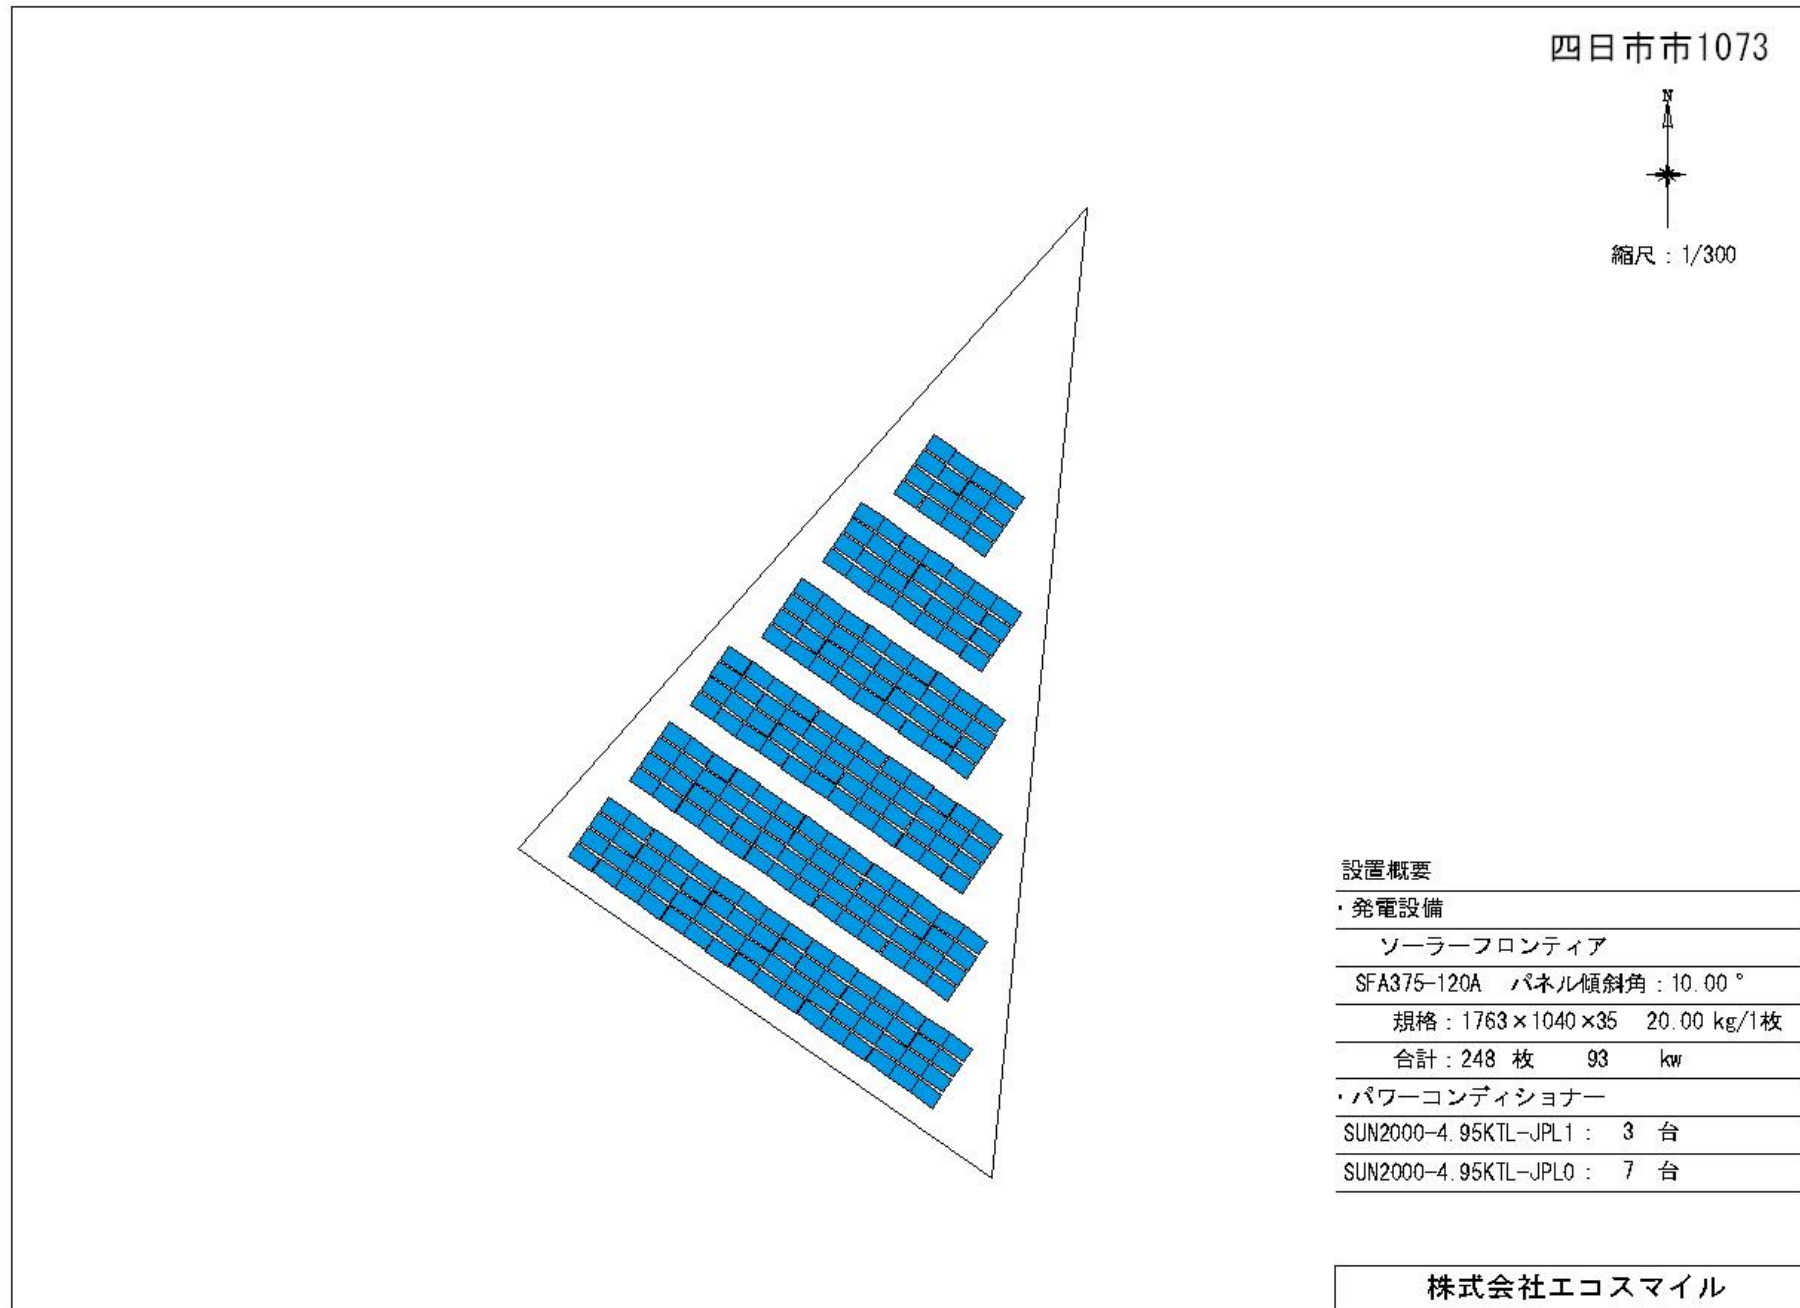 四日市市1073
N
縮尺：1/300
設置概要
・発電設備
ソーラーフロンティア
SFA375-120A パネル傾斜角：10.00°
規格：1763×1040×35 20.00 kg/1枚
合計：248 枚 93 kw
・パワーコンディショナー
SUN2000-4.95KTL-JPL1： 3 台
SUN2000-4.95KTL-JPL0： 7 台
株式会社エコスマイル